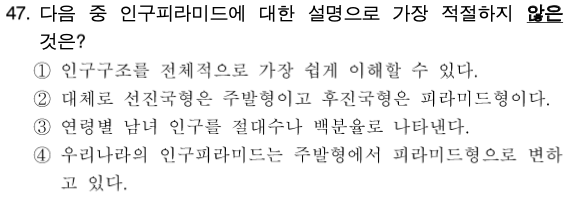 47. 다음 중 인구피라미드에 대한 설명으로 가장 적절하지 않은
것은?
① 인구구조를 전체적으로 가장 쉽게 이해할 수 있다.
② 대체로 선진국형은 주발형이고 후진국형은 피라미드형이다.
③ 연령별 남녀 인구를 절대수나 백분율로 나타낸다.
④ 우리나라의 인구피라미드는 주발형에서 피라미드형으로 변하
고 있다.